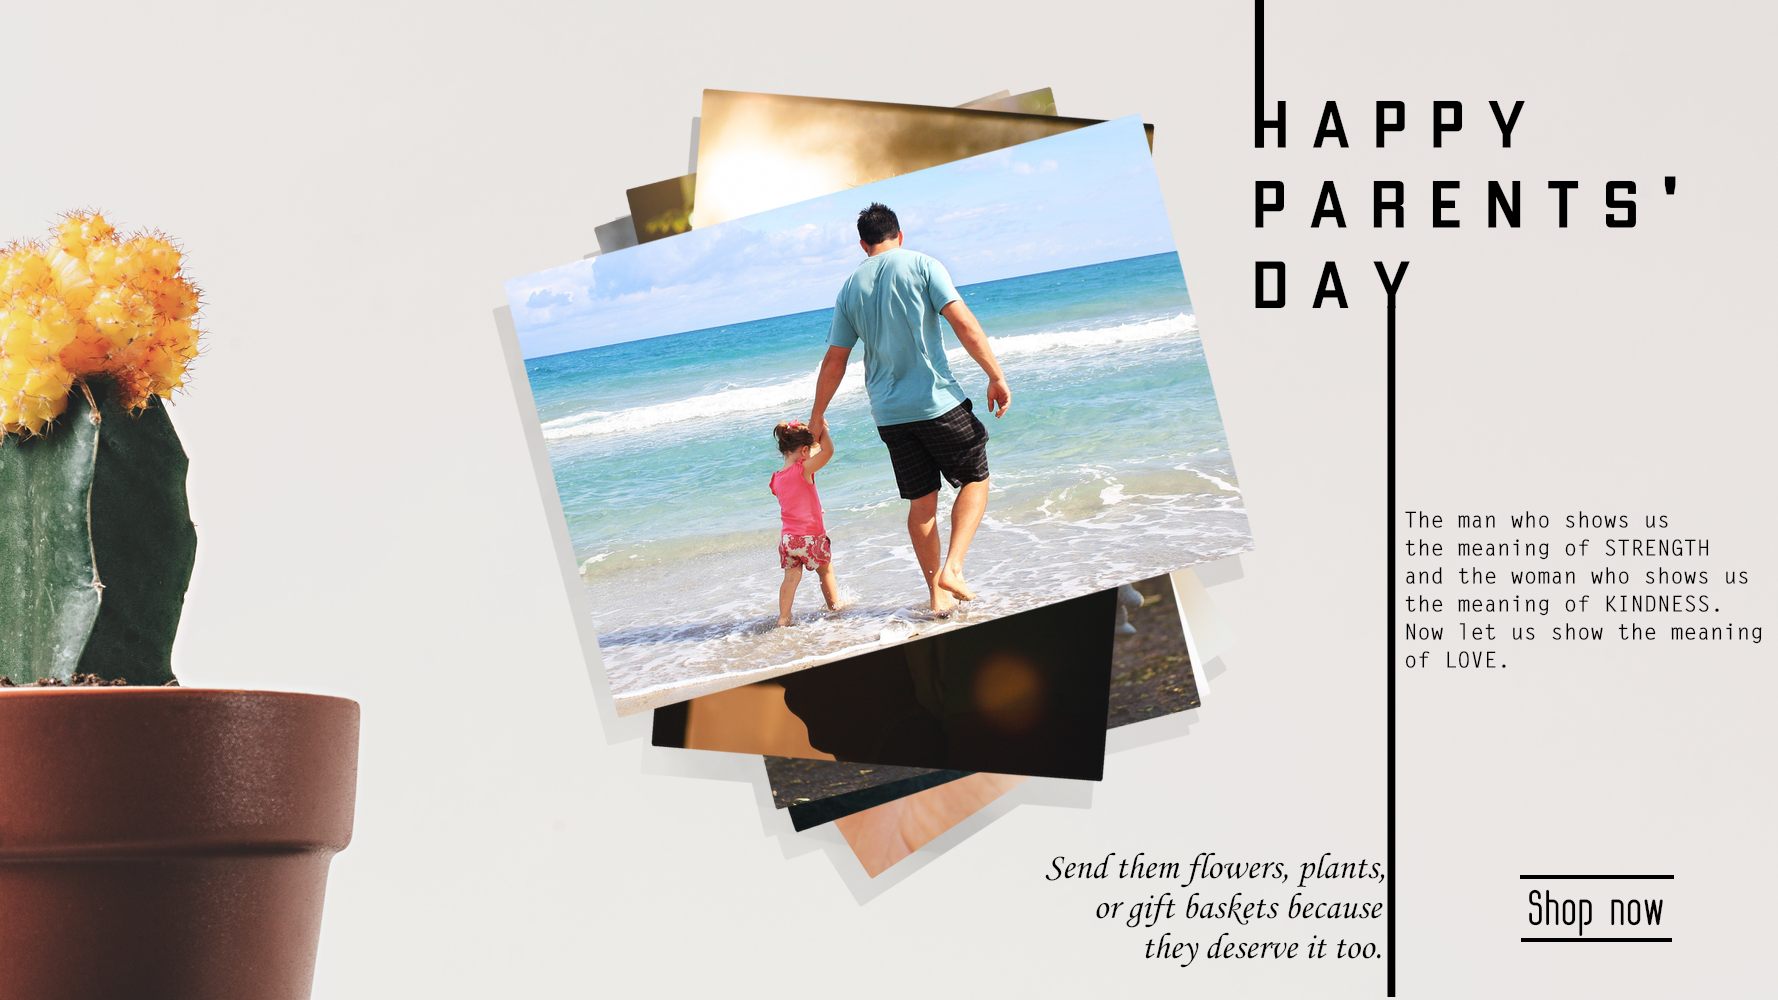 HAPPY
PARENTS'
DAY
The man who shows us
the meaning of STRENGTH
and the woman who shows us
the meaning of KINDNESS.
Now let us show the meaning
of LOVE.
Send them flowers, plants,
or gift baskets because
they deserve it too.
Shop now